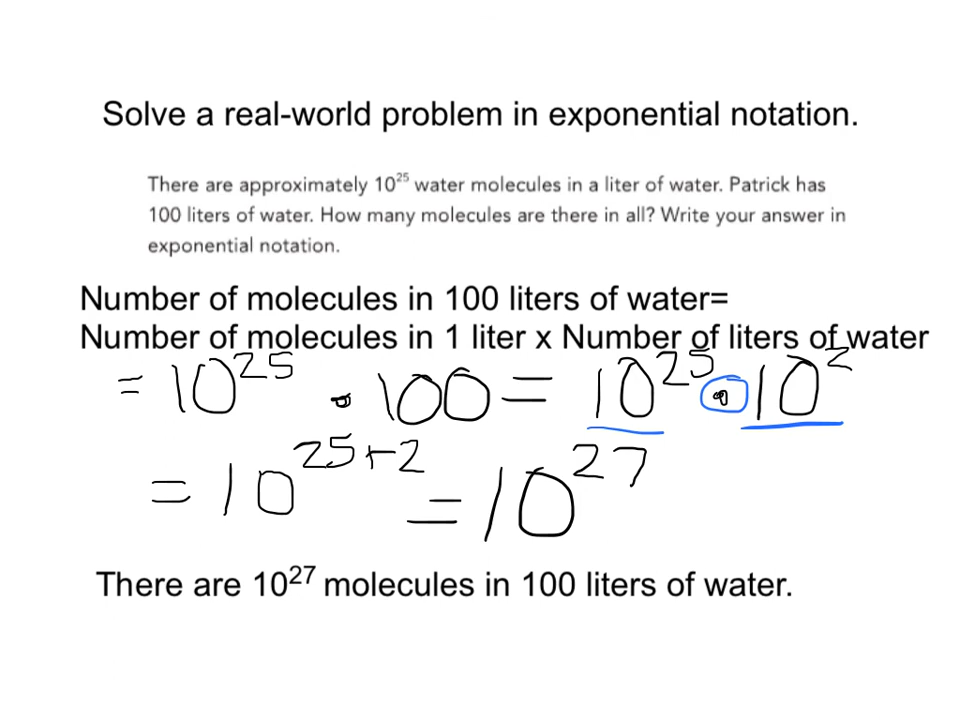 Solve a real-world problem in exponential notation.
There are approximately 10²⁵ water molecules in a liter of water. Patrick has
100 liters of water. How many molecules are there in all? Write your answer in
exponential notation.
Number of molecules in 100 liters of water=
Number of molecules in 1 liter x Number of liters of water
= 10²⁵ · 100 = 10²⁵ · 10²
= 10²⁵⁺² = 10²⁷
There are 10²⁷ molecules in 100 liters of water.